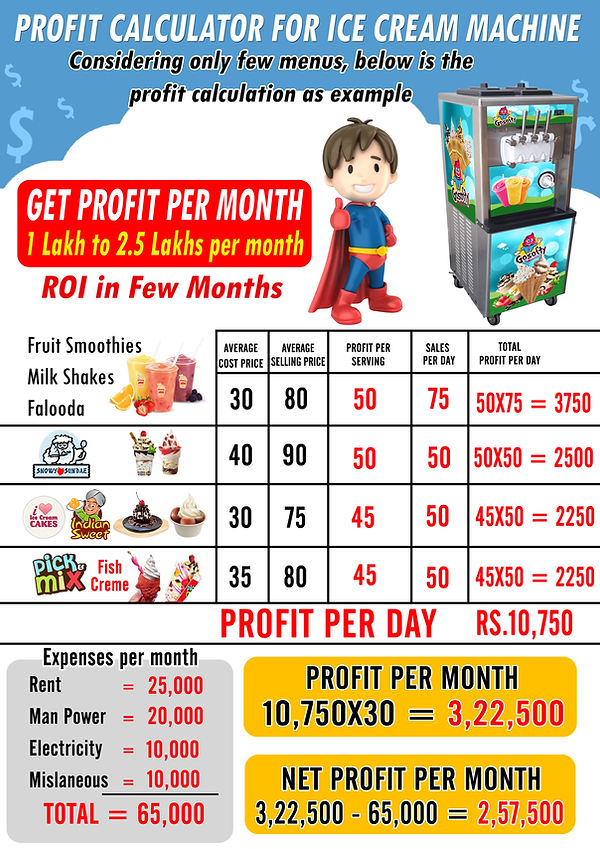 PROFIT CALCULATOR FOR ICE CREAM MACHINE
Considering only few menus, below is the
profit calculation as example
GET PROFIT PER MONTH
1 Lakh to 2.5 Lakhs per month
ROI in Few Months
Gosofty
Gosofty
Gosofty
AVERAGE COST PRICE AVERAGE SELLING PRICE PROFIT PER SERVING SALES PER DAY TOTAL PROFIT PER DAY
Fruit Smoothies
Milk Shakes
Falooda
30 80 50 75 50X75 = 3750
SNOWY SUNDAE
40 90 50 50 50X50 = 2500
i
Ice Cream
CAKES
Indian
Sweet
30 75 45 50 45X50 = 2250
PICK & MIX
Fish
Creme
35 80 45 50 45X50 = 2250
PROFIT PER DAY RS.10,750
Expenses per month
Rent = 25,000
Man Power = 20,000
Electricity = 10,000
Mislaneous = 10,000
TOTAL = 65,000
PROFIT PER MONTH
10,750X30 = 3,22,500
NET PROFIT PER MONTH
3,22,500 - 65,000 = 2,57,500